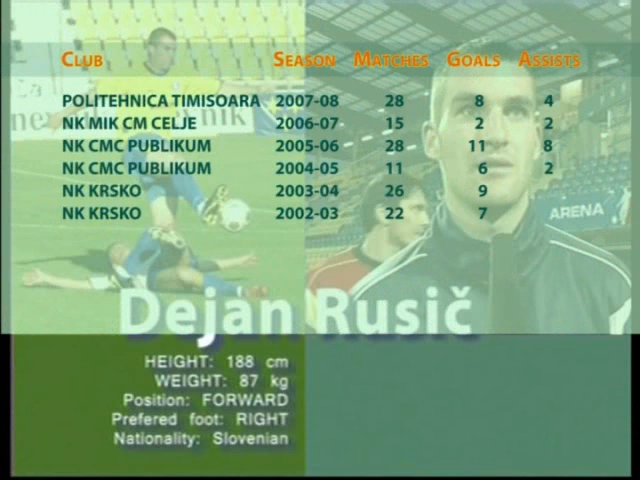 Club Season Matches Goals Assists
POLITEHNICA TIMISOARA 2007-08 28 8 4
NK MIK CM CELJE 2006-07 15 2 2
NK CMC PUBLIKUM 2005-06 28 11 8
NK CMC PUBLIKUM 2004-05 11 6 2
NK KRSKO 2003-04 26 9
NK KRSKO 2002-03 22 7
ARENA
Dejan Rusič
HEIGHT: 188 cm
WEIGHT: 87 kg
Position: FORWARD
Prefered foot: RIGHT
Nationality: Slovenian